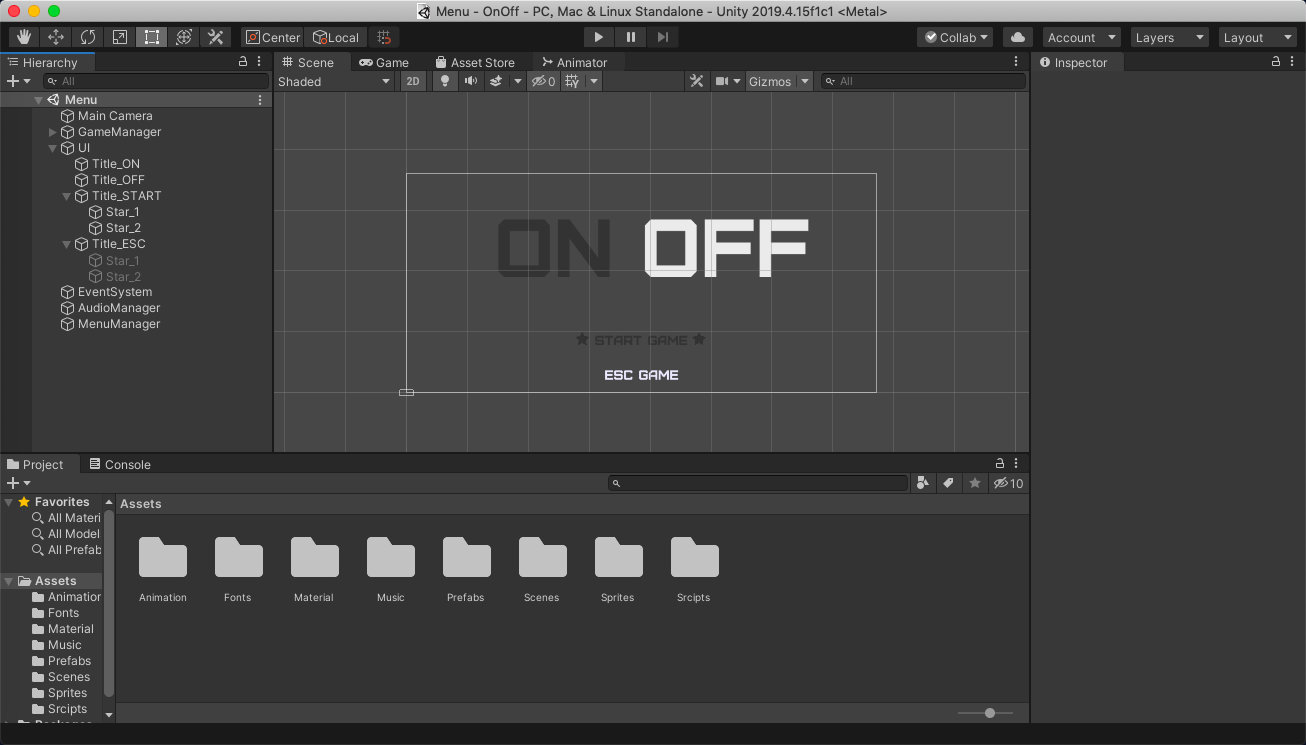 Menu - OnOff - PC, Mac & Linux Standalone - Unity 2019.4.15f1c1 <Metal>
Center Local Collab Account Layers Layout
Hierarchy
All
Menu
Main Camera
GameManager
UI
Title_ON
Title_OFF
Title_START
Star_1
Star_2
Title_ESC
Star_1
Star_2
EventSystem
AudioManager
MenuManager
Scene Game Asset Store Animator
Shaded 2D 0 Gizmos All
ON OFF
START GAME
ESC GAME
Inspector
Project Console
10
Favorites
All Materi
All Model
All Prefab
Assets
Animation
Fonts
Material
Music
Prefabs
Scenes
Sprites
Srcipts
Packages
Assets
Animation Fonts Material Music Prefabs Scenes Sprites Srcipts